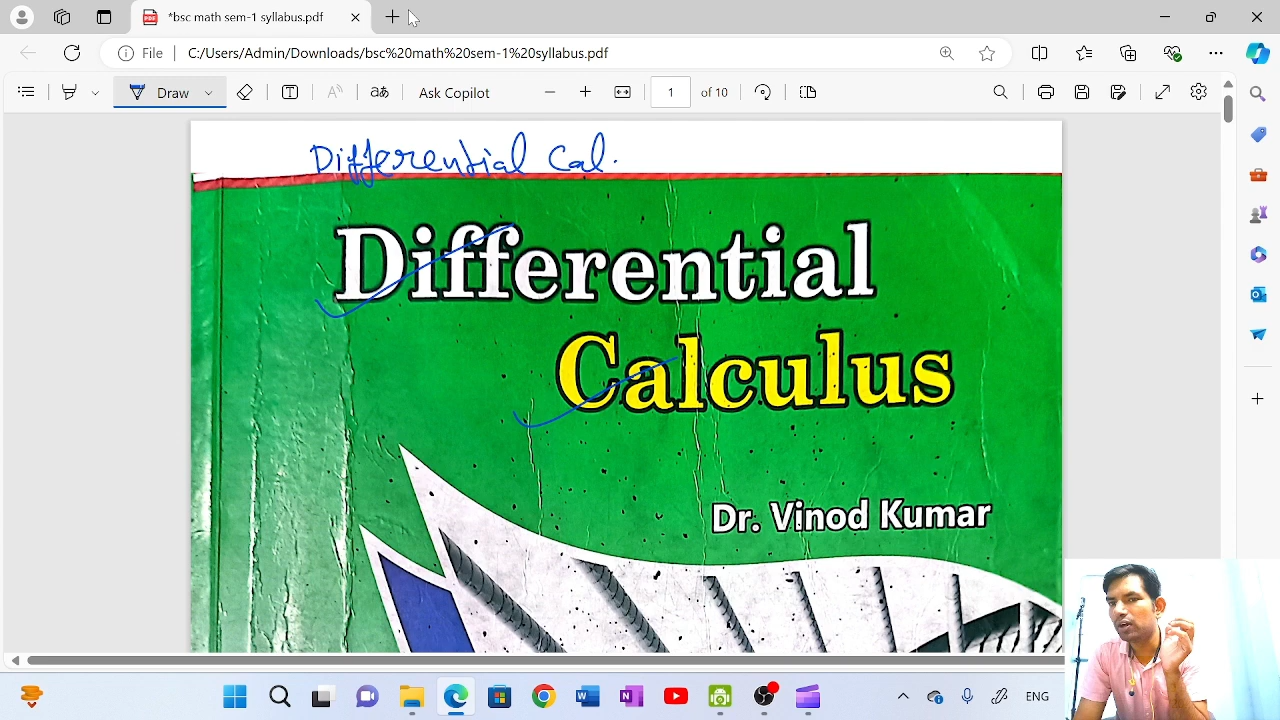 *bsc math sem-1 syllabus.pdf
File
C:/Users/Admin/Downloads/bsc%20math%20sem-1%20syllabus.pdf
Draw
Ask Copilot
1 of 10
Differential Cal.
Differential
Calculus
Dr. Vinod Kumar
ENG